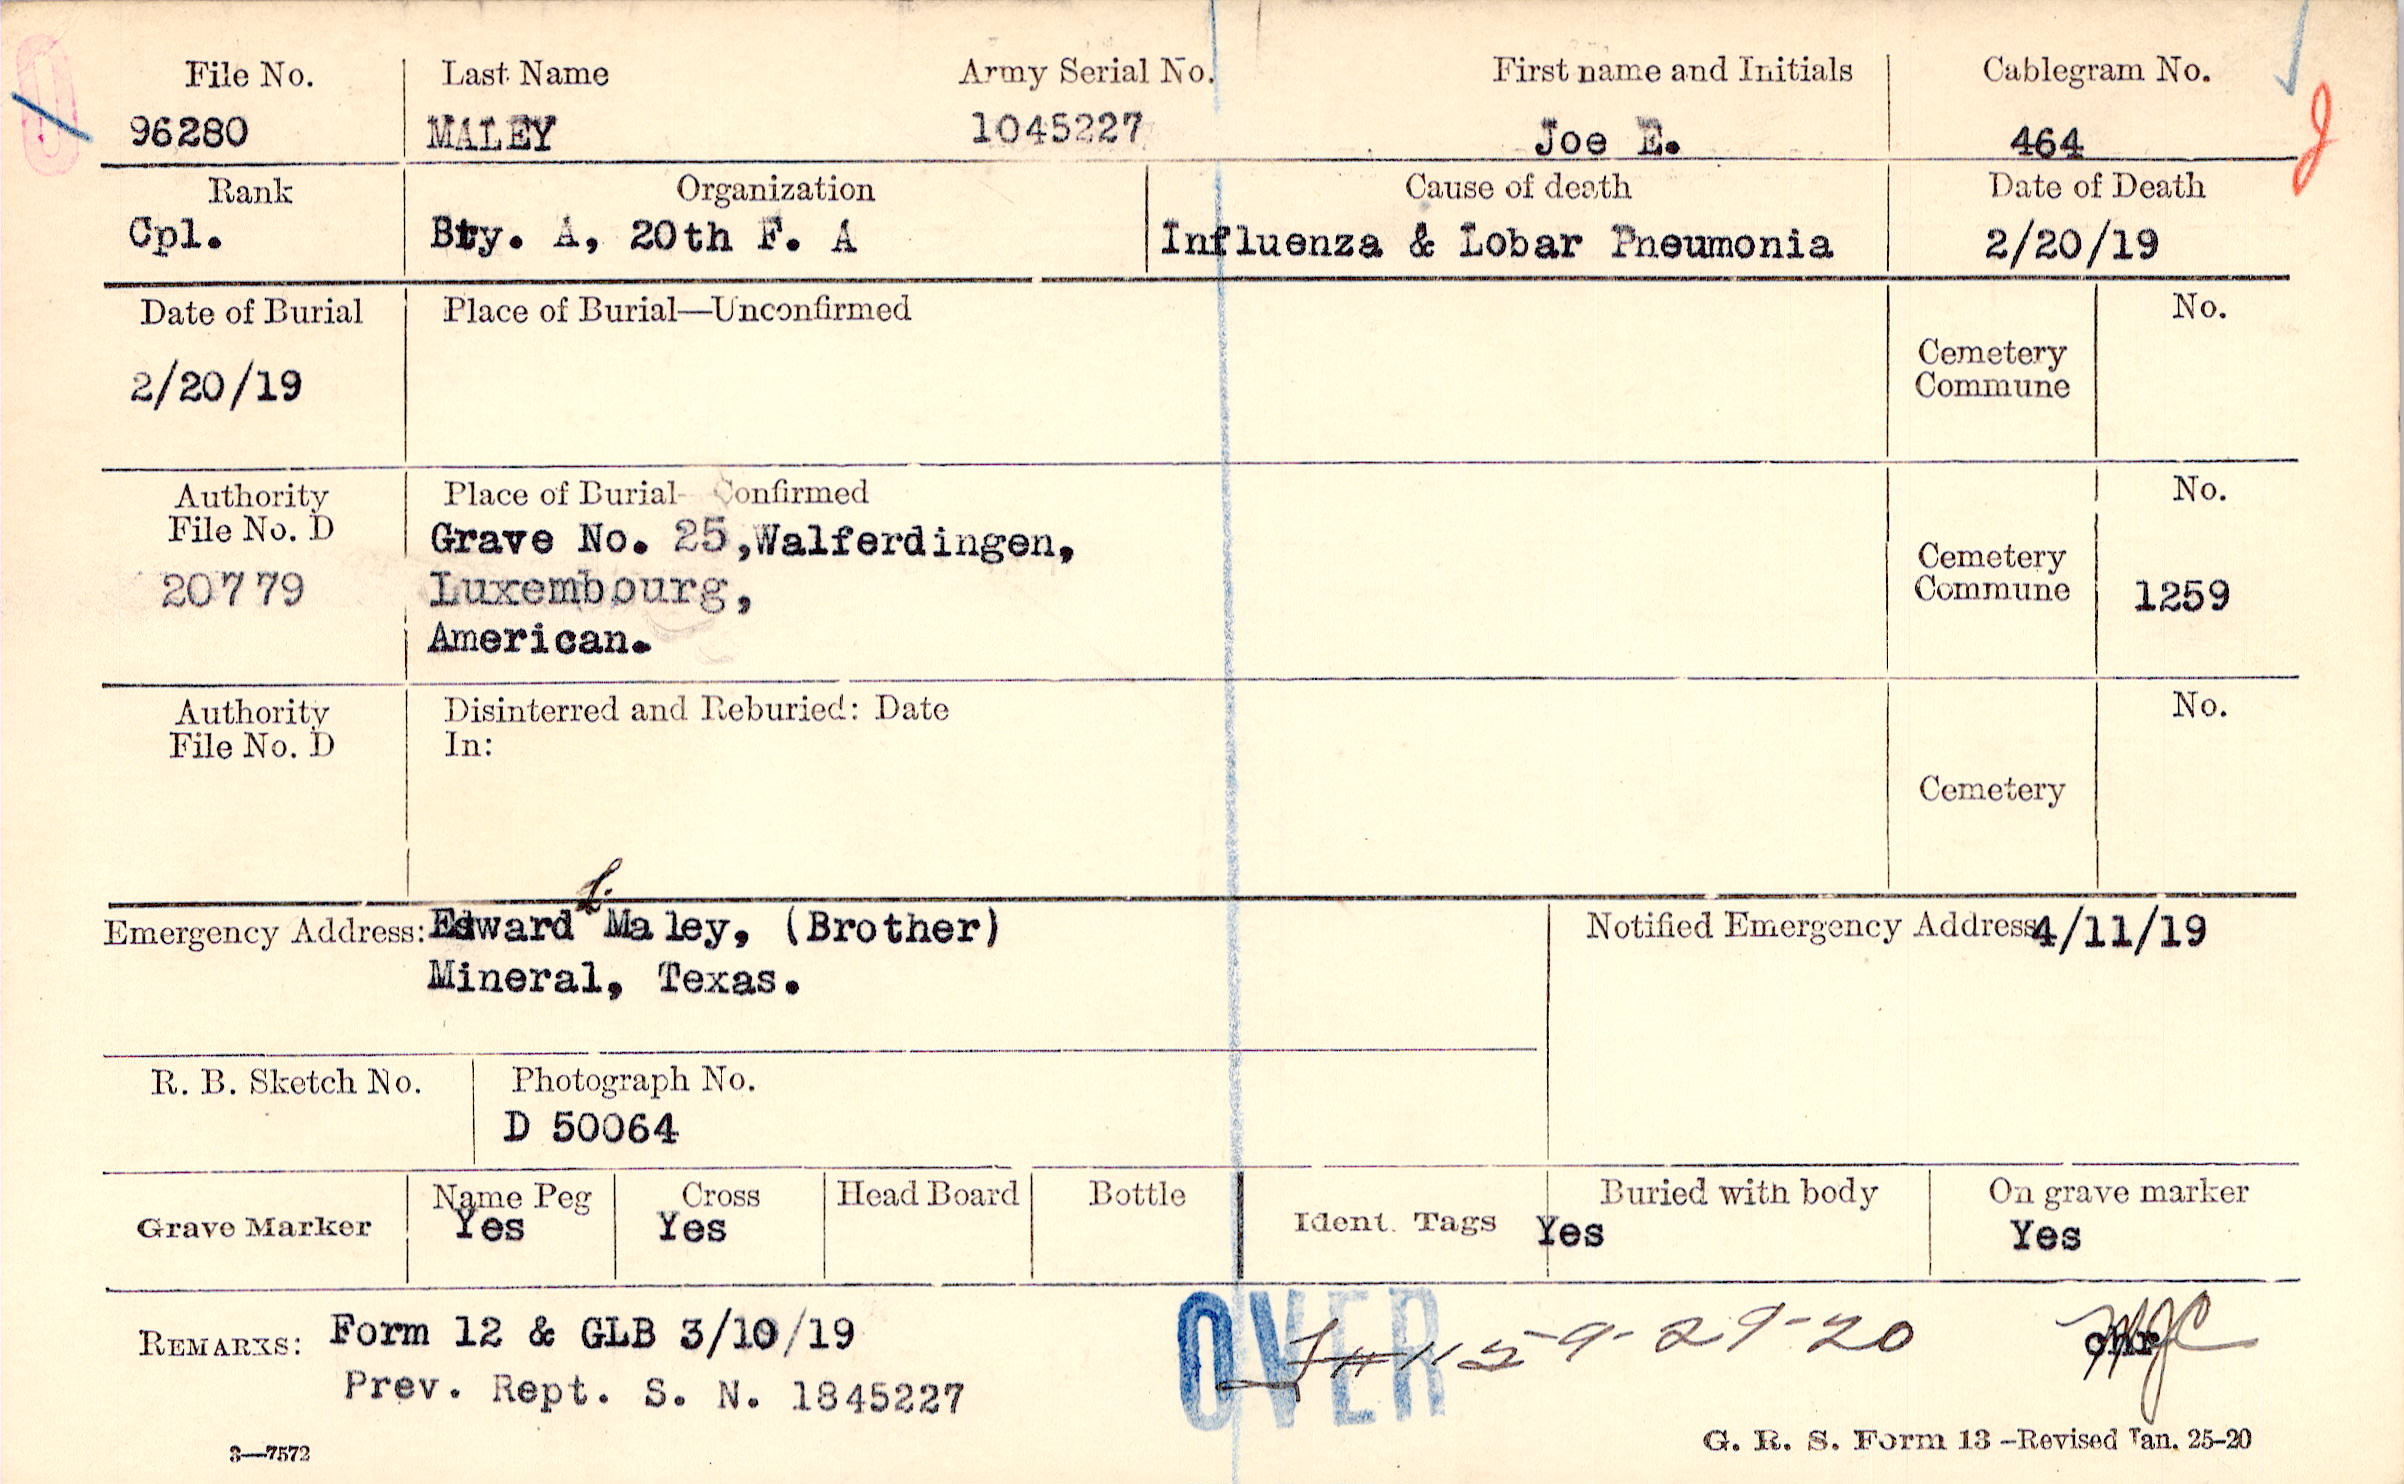 File No. Last Name Army Serial No. First name and Initials Cablegram No.
96280 MALEY 1045227 Joe E. 464
J
Rank Organization Cause of death Date of Death
Cpl. Bty. A, 20th F. A Influenza & Lobar Pneumonia 2/20/19
Date of Burial Place of Burial—Unconfirmed No.
2/20/19 Cemetery
Commune
Authority Place of Burial- Confirmed No.
File No. D Grave No. 25,Walferdingen, Cemetery
20779 Luxembourg, Commune 1259
American.
Authority Disinterred and Reburied: Date No.
File No. D In:
Cemetery
L.
Emergency Address: Edward Maley, (Brother) Notified Emergency Address 4/11/19
Mineral, Texas.
R. B. Sketch No. Photograph No.
D 50064
Name Peg Cross Head Board Bottle Buried with body On grave marker
Grave Marker Yes Yes Ident. Tags Yes Yes
REMARKS: Form 12 & GLB 3/10/19 OVER 9-29-20
Prev. Rept. S. N. 1845227
3—7572 G. R. S. Form 13 -Revised Jan. 25-20